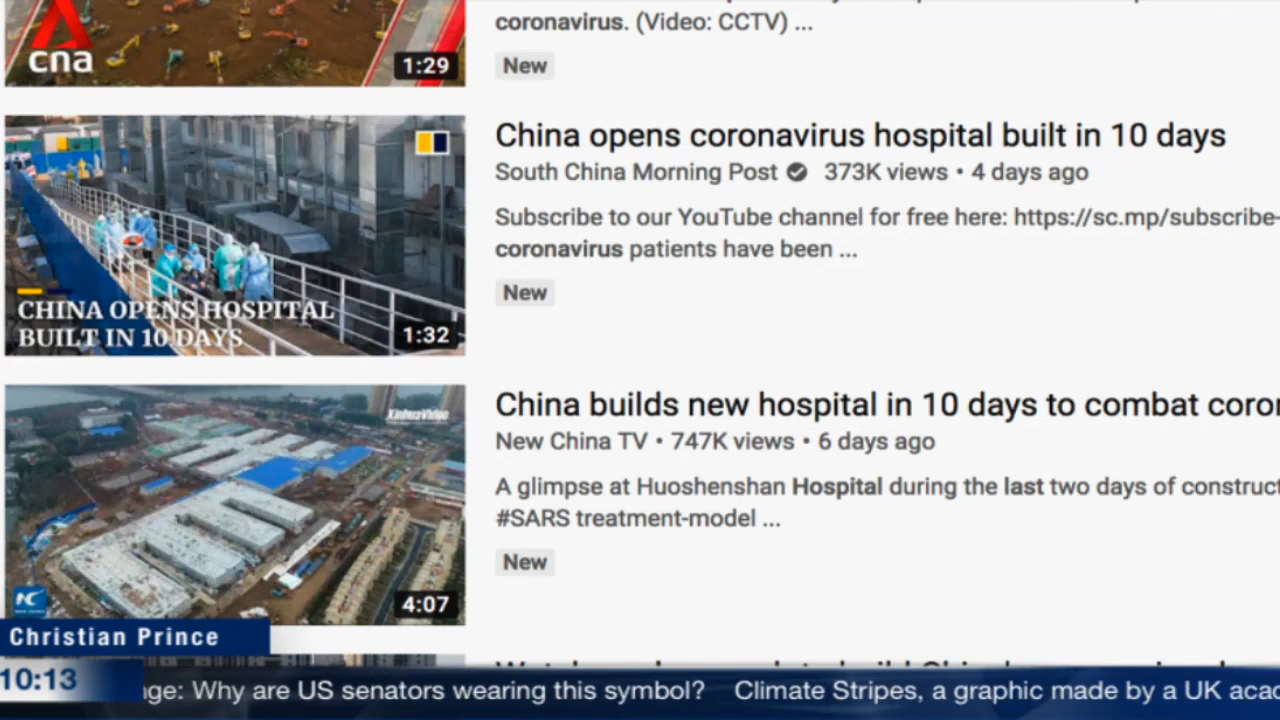 coronavirus. (Video: CCTV) ...
cna
1:29
New
China opens coronavirus hospital built in 10 days
South China Morning Post 373K views • 4 days ago
Subscribe to our YouTube channel for free here: https://sc.mp/subscribe-
coronavirus patients have been ...
New
CHINA OPENS HOSPITAL
BUILT IN 10 DAYS
1:32
XinhuaVideo
China builds new hospital in 10 days to combat coro
New China TV • 747K views • 6 days ago
A glimpse at Huoshenshan Hospital during the last two days of construct
#SARS treatment-model ...
New
4:07
Christian Prince
10:13
nge: Why are US senators wearing this symbol? Climate Stripes, a graphic made by a UK acad